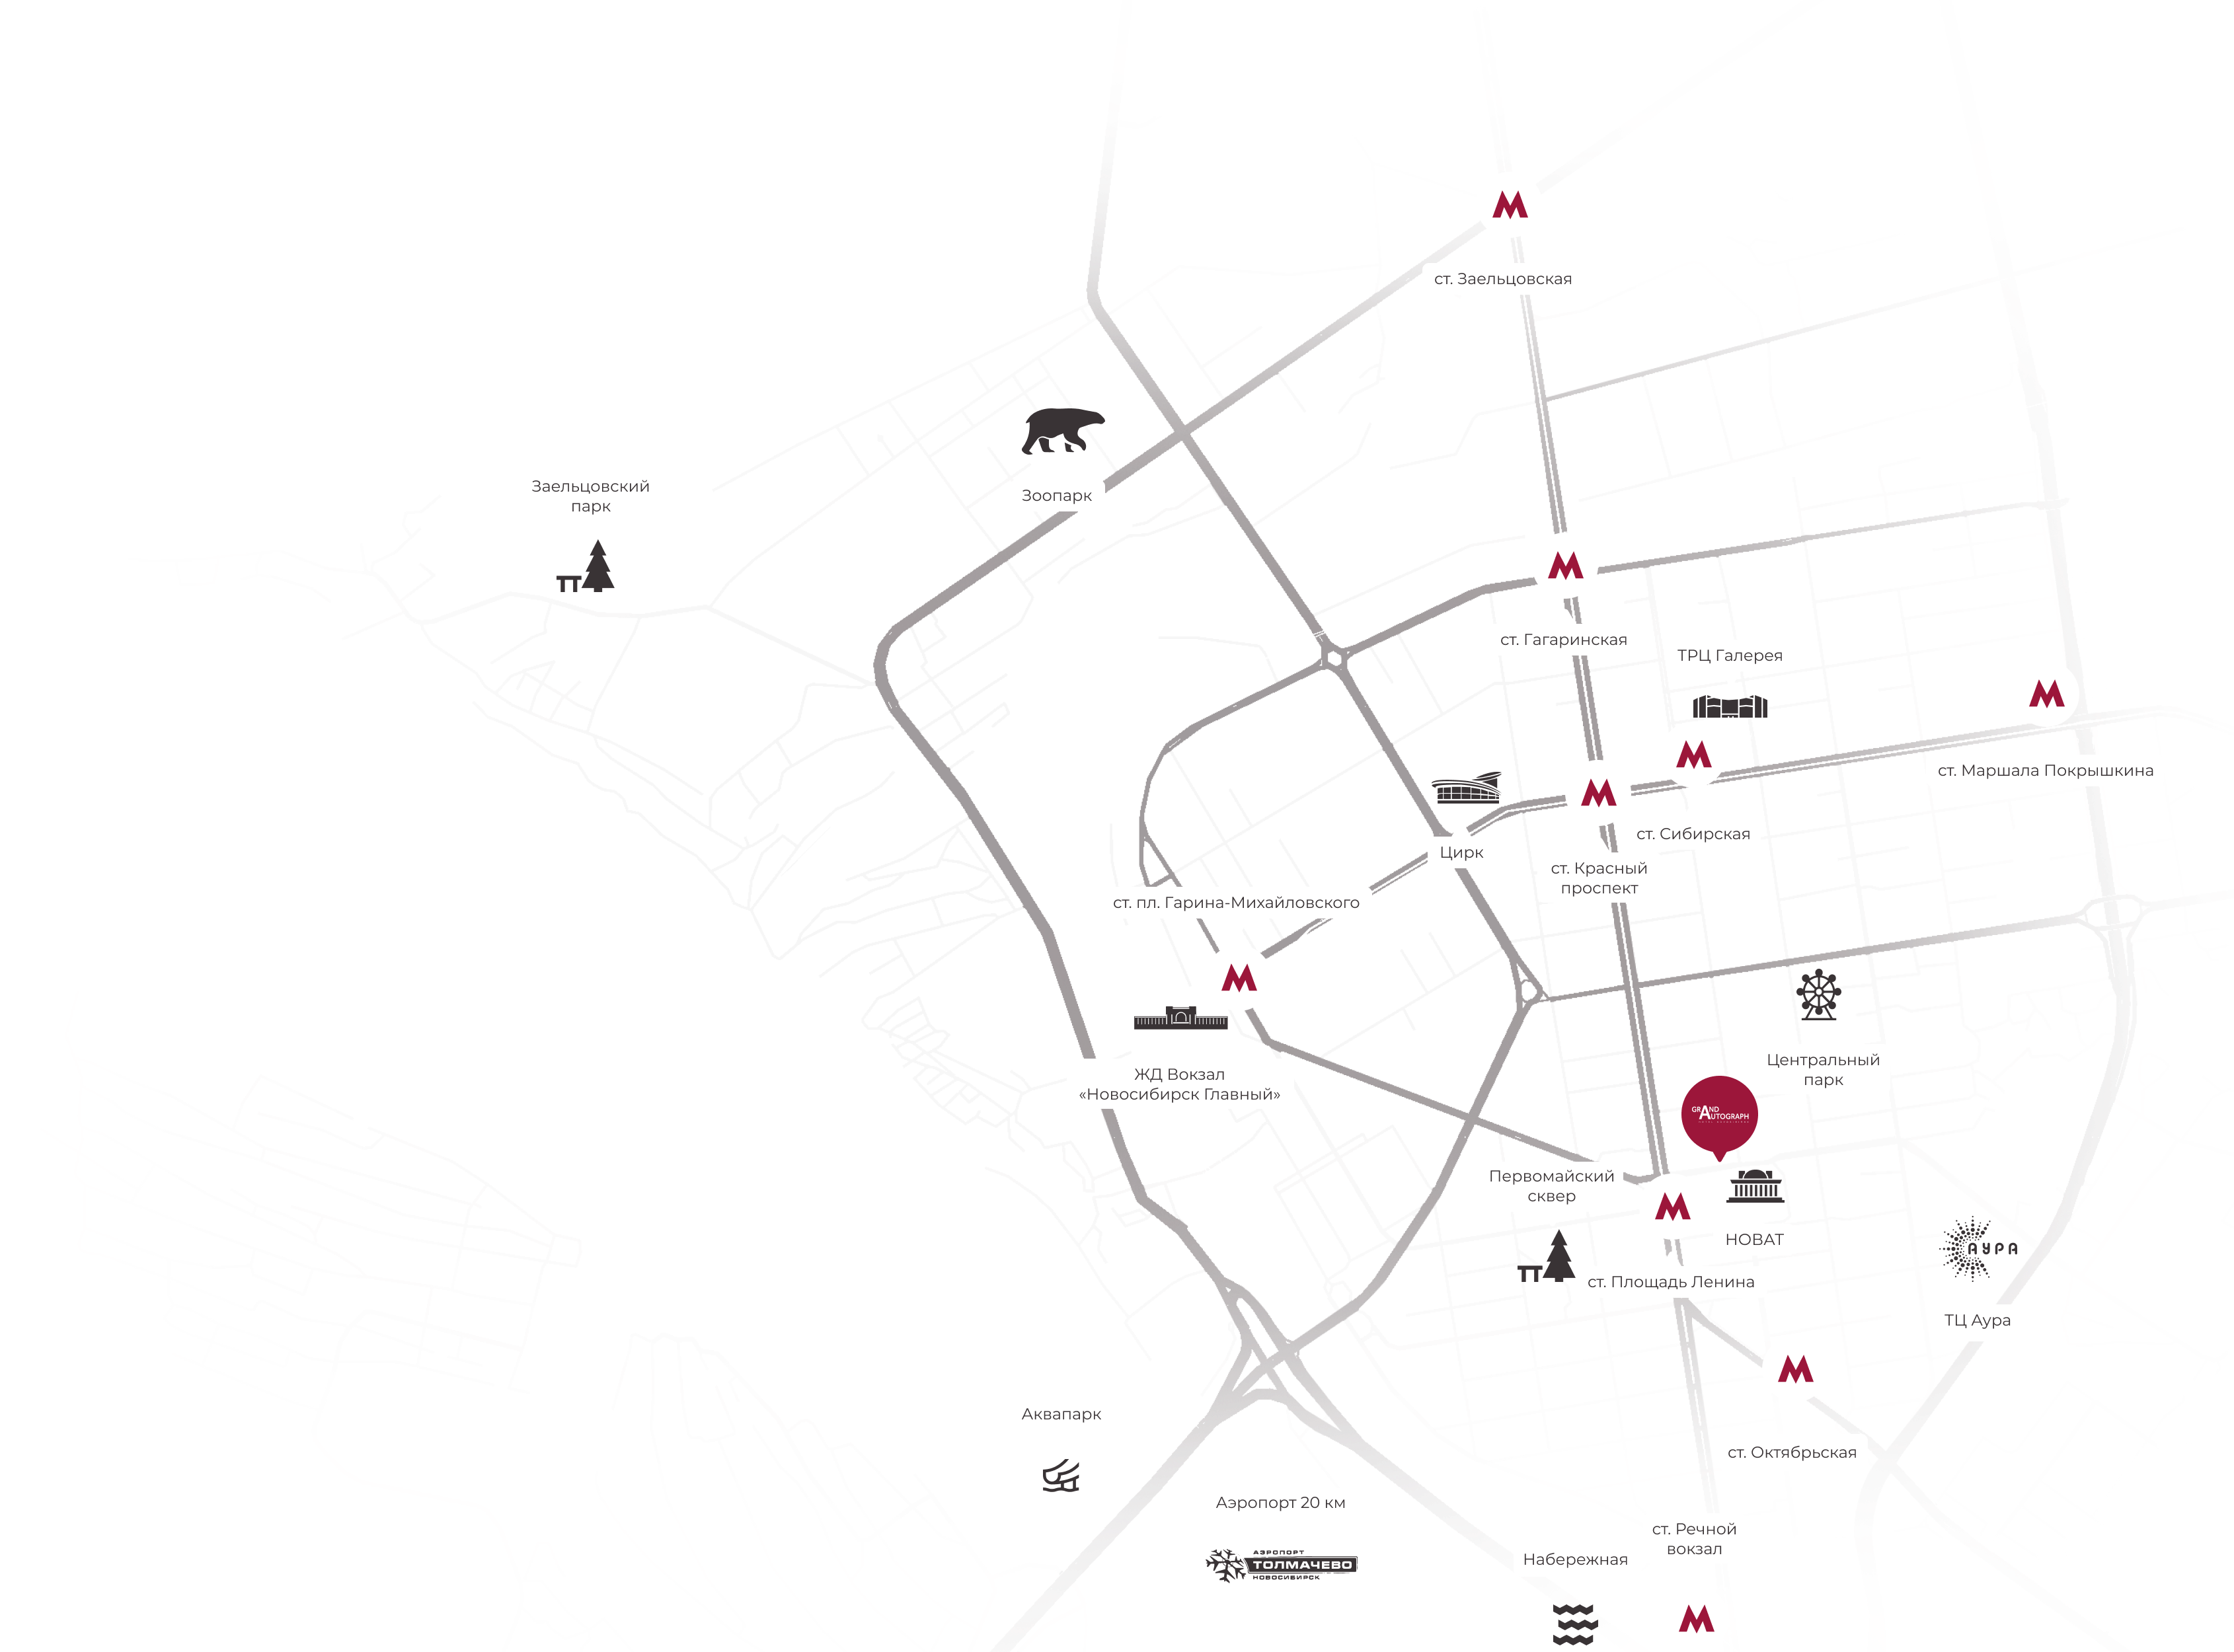 ст. Заельцовская
Заельцовский
парк
Зоопарк
ст. Гагаринская
ТРЦ Галерея
ст. Маршала Покрышкина
ст. Сибирская
Цирк
ст. Красный
проспект
ст. пл. Гарина-Михайловского
ЖД Вокзал
«Новосибирск Главный»
Центральный
парк
GRAND
AUTOGRAPH
Первомайский
сквер
НОВАТ
АУРА
ст. Площадь Ленина
ТЦ Аура
Аквапарк
ст. Октябрьская
Аэропорт 20 км
ст. Речной
вокзал
АЭРОПОРТ
ТОЛМАЧЕВО
НОВОСИБИРСК
Набережная